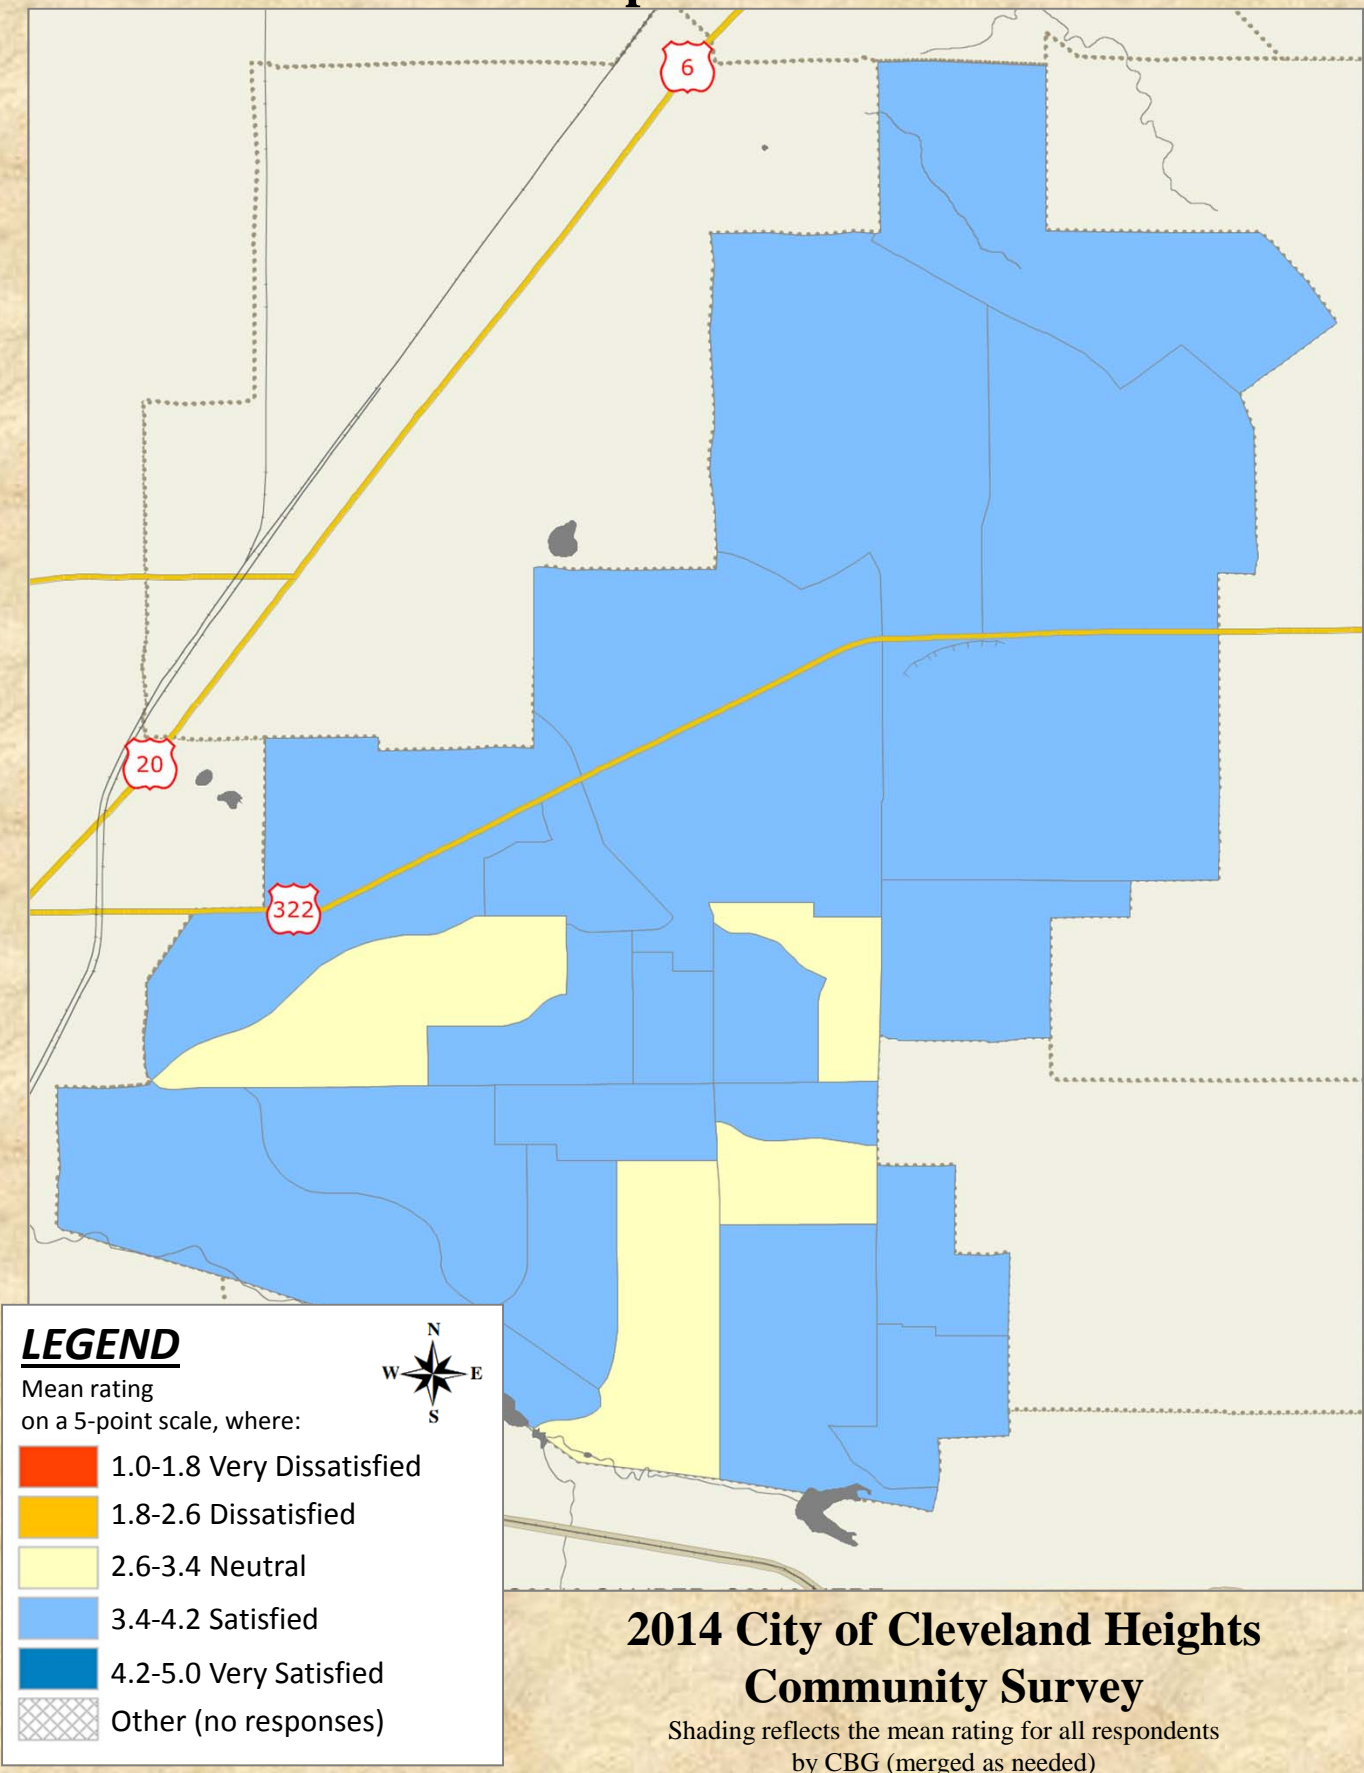 6
20
322
LEGEND
N
W E
S
Mean rating
on a 5-point scale, where:
1.0-1.8 Very Dissatisfied
1.8-2.6 Dissatisfied
2.6-3.4 Neutral
3.4-4.2 Satisfied
4.2-5.0 Very Satisfied
Other (no responses)
2014 City of Cleveland Heights
Community Survey
Shading reflects the mean rating for all respondents
by CBG (merged as needed)